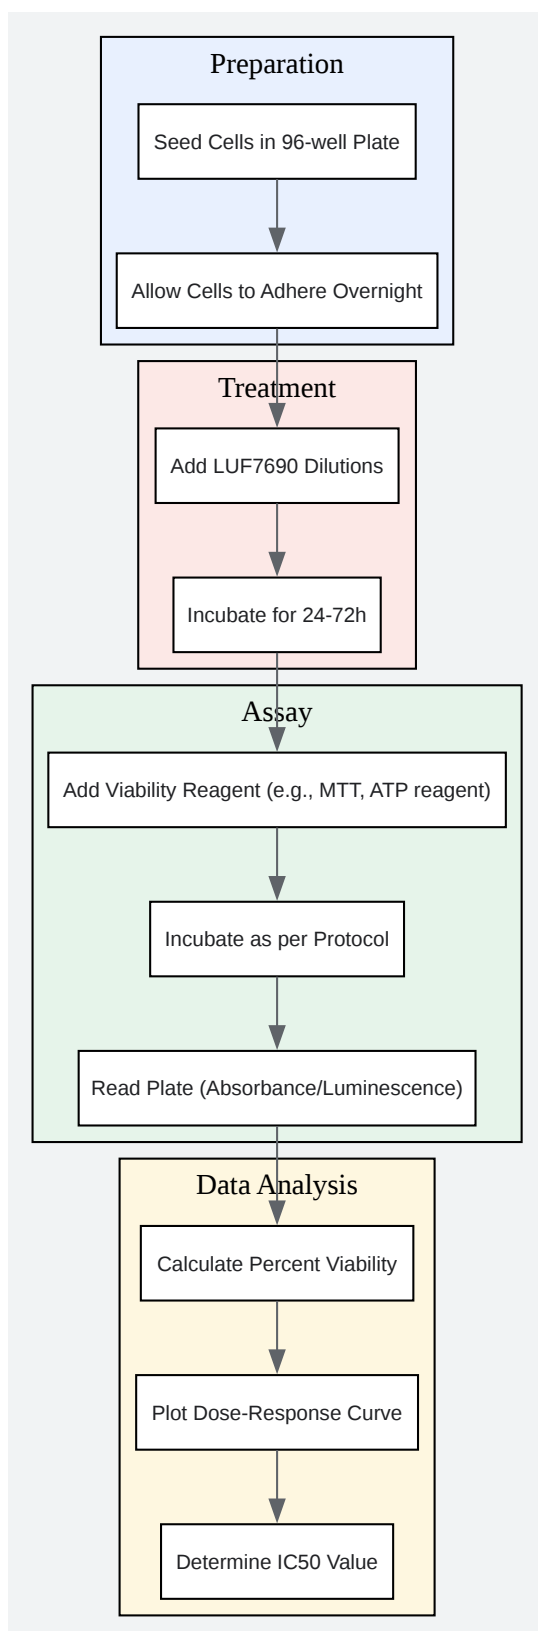 Preparation
Seed Cells in 96-well Plate
Allow Cells to Adhere Overnight
Treatment
Add LUF7690 Dilutions
Incubate for 24-72h
Assay
Add Viability Reagent (e.g., MTT, ATP reagent)
Incubate as per Protocol
Read Plate (Absorbance/Luminescence)
Data Analysis
Calculate Percent Viability
Plot Dose-Response Curve
Determine IC50 Value